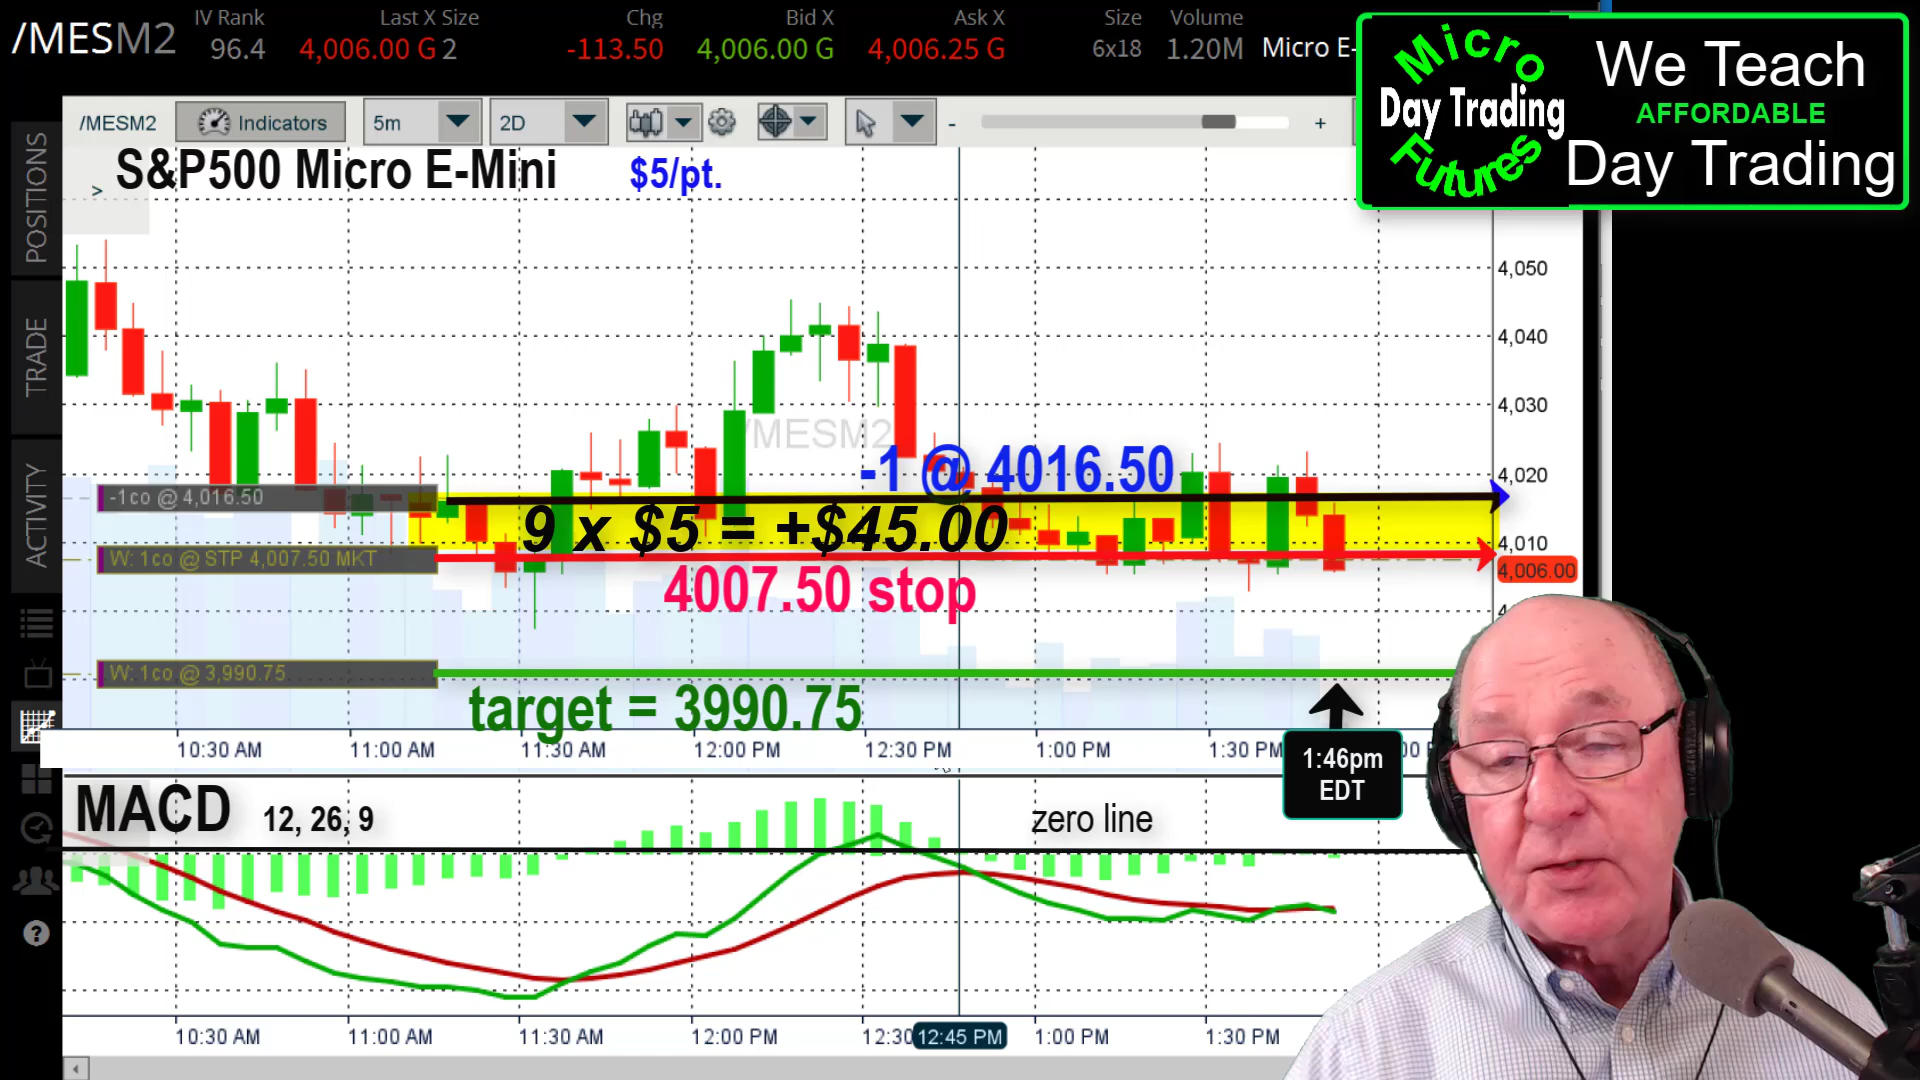 /MESM2
IV Rank
96.4
Last X Size
4,006.00 G 2
Chg
-113.50
Bid X
4,006.00 G
Ask X
4,006.25 G
Size
6x18
Volume
1.20M
Micro E-
Micro
Day Trading
Futures
We Teach
AFFORDABLE
Day Trading
/MESM2
Indicators
5m
2D
-
+
POSITIONS
TRADE
ACTIVITY
>
S&P500 Micro E-Mini
$5/pt.
4,050
4,040
4,030
4,020
4,010
4,006.00
/MESM2
-1 @ 4016.50
-1co @ 4,016.50
9 x $5 = +$45.00
W: 1co @ STP 4,007.50 MKT
4007.50 stop
W: 1co @ 3,990.75
target = 3990.75
10:30 AM
11:00 AM
11:30 AM
12:00 PM
12:30 PM
1:00 PM
1:30 PM
1:46pm
EDT
MACD
12, 26, 9
zero line
10:30 AM
11:00 AM
11:30 AM
12:00 PM
12:30
12:45 PM
1:00 PM
1:30 PM